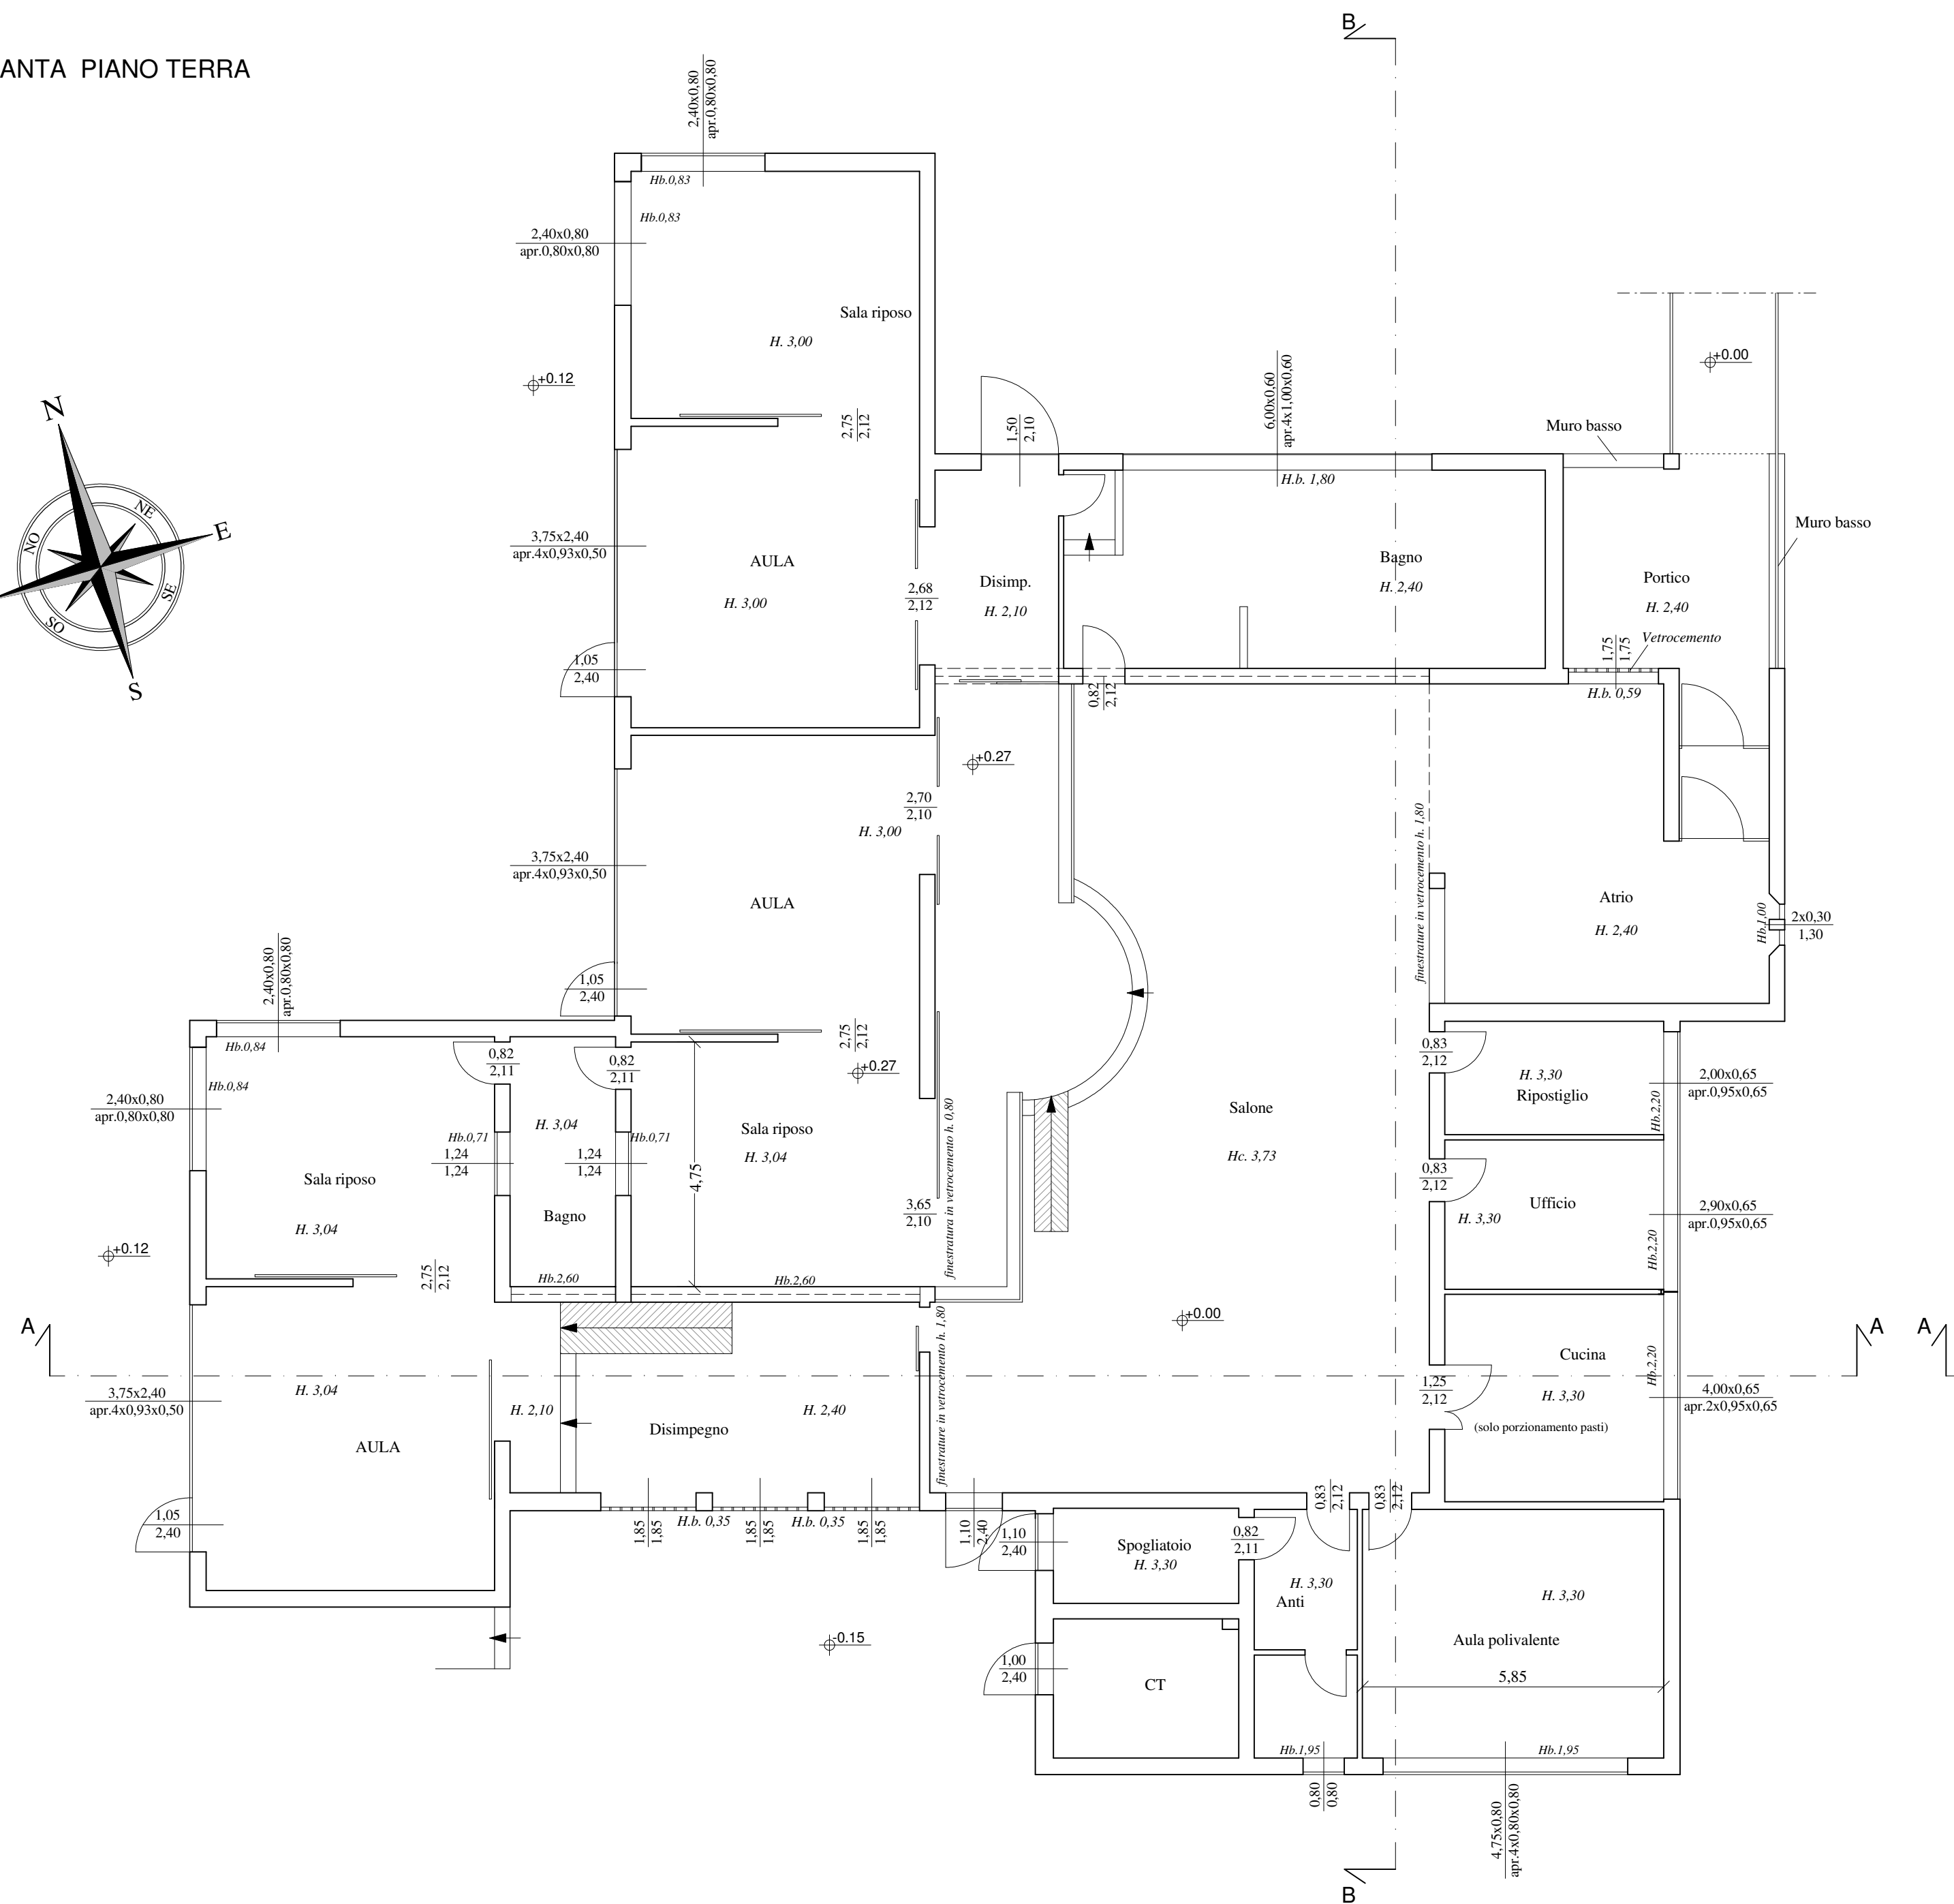 B
ANTA PIANO TERRA
2,40x0,80
apr.0,80x0,80
Hb.0,83
Hb.0,83
2,40x0,80
apr.0,80x0,80
Sala riposo
H. 3,00
+0.12
+0.00
2,75
2,12
1,50
2,10
6,00x0,60
apr.4x1,00x0,60
H.b. 1,80
Muro basso
Muro basso
N
NE
E
SE
S
SO
NO
3,75x2,40
apr.4x0,93x0,50
AULA
H. 3,00
2,68
2,12
Disimp.
H. 2,10
Bagno
H. 2,40
Portico
H. 2,40
Vetrocemento
1,75
1,75
H.b. 0,59
1,05
2,40
0,82
2,12
+0.27
2,70
2,10
H. 3,00
3,75x2,40
apr.4x0,93x0,50
AULA
finestrature in vetrocemento h. 1,80
Atrio
H. 2,40
Hb.1,00
2x0,30
1,30
1,05
2,40
2,40x0,80
apr.0,80x0,80
Hb.0,84
Hb.0,84
2,40x0,80
apr.0,80x0,80
0,82
2,11
0,82
2,11
2,75
2,12
+0.27
0,83
2,12
H. 3,30
Ripostiglio
Hb.2,20
2,00x0,65
apr.0,95x0,65
H. 3,04
Hb.0,71
1,24
1,24
Hb.0,71
1,24
1,24
4,75
Sala riposo
H. 3,04
finestratura in vetrocemento h. 0,80
Salone
Hc. 3,73
Sala riposo
H. 3,04
Bagno
3,65
2,10
0,83
2,12
Ufficio
H. 3,30
Hb.2,20
2,90x0,65
apr.0,95x0,65
+0.12
2,75
2,12
Hb.2,60
Hb.2,60
+0.00
A
A
A
3,75x2,40
apr.4x0,93x0,50
H. 3,04
AULA
H. 2,10
Disimpegno
H. 2,40
finestrature in vetrocemento h. 1,80
1,25
2,12
Cucina
H. 3,30
(solo porzionamento pasti)
Hb.2,20
4,00x0,65
apr.2x0,95x0,65
1,05
2,40
1,85
1,85
H.b. 0,35
1,85
1,85
H.b. 0,35
1,85
1,85
1,10
2,40
1,10
2,40
Spogliatoio
H. 3,30
0,82
2,11
0,83
2,12
0,83
2,12
H. 3,30
Anti
H. 3,30
Aula polivalente
5,85
-0.15
1,00
2,40
CT
Hb.1,95
Hb.1,95
0,80
0,80
4,75x0,80
apr.4x0,80x0,80
B